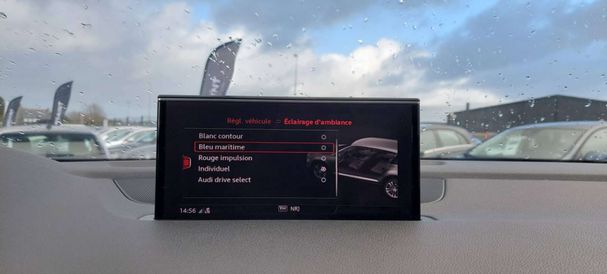 Régl. véhicule Éclairage d'ambiance
Blanc contour
Bleu maritime
Rouge impulsion
Individuel
Audi drive select
14:56 NRJ